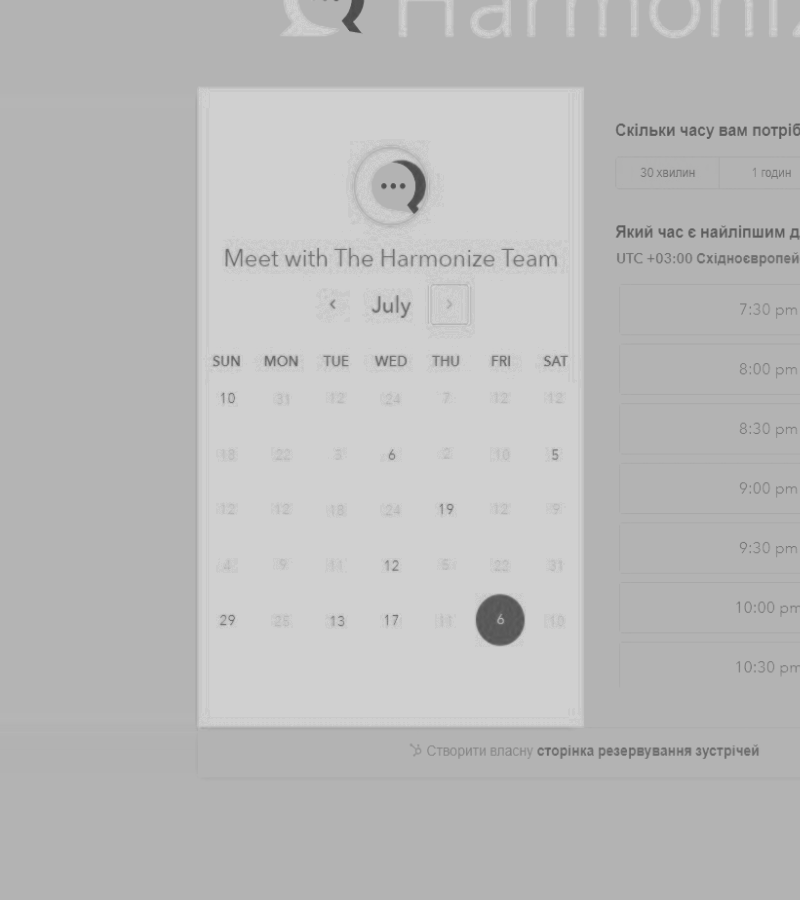 Harmoniz
Meet with The Harmonize Team
July
SUN MON TUE WED THU FRI SAT
10 31 12 24 7 12 12
18 22 3 6 2 10 5
12 12 18 24 19 12 9
4 9 11 12 5 22 31
29 25 13 17 11 6 10
Скільки часу вам потріб
30 хвилин 1 годин
Який час є найліпшим д
UTC +03:00 Східноєвропей
7:30 pm
8:00 pm
8:30 pm
9:00 pm
9:30 pm
10:00 pm
10:30 pm
Створити власну сторінка резервування зустрічей